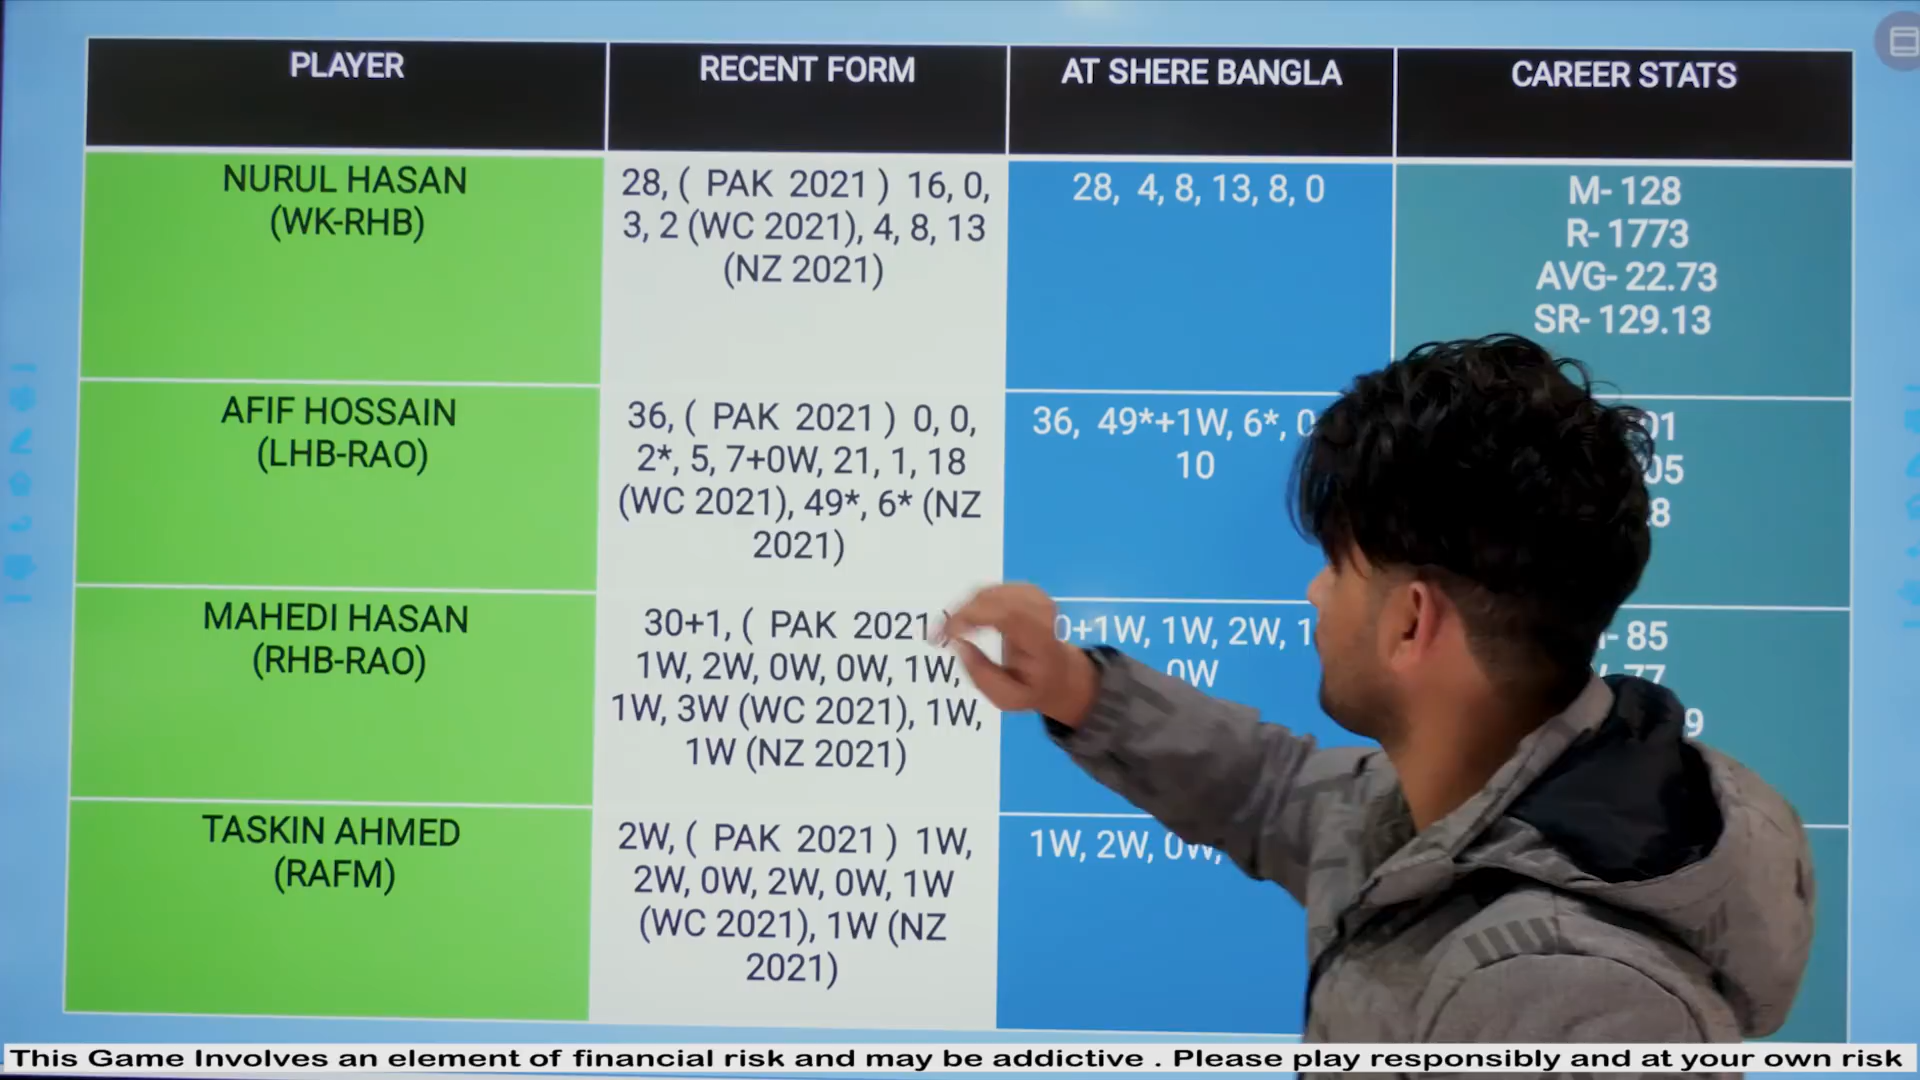 PLAYER
RECENT FORM
AT SHERE BANGLA
CAREER STATS
NURUL HASAN
(WK-RHB)
28, ( PAK 2021 ) 16, 0,
3, 2 (WC 2021), 4, 8, 13
(NZ 2021)
28, 4, 8, 13, 8, 0
M- 128
R- 1773
AVG- 22.73
SR- 129.13
AFIF HOSSAIN
(LHB-RAO)
36, ( PAK 2021 ) 0, 0,
2*, 5, 7+0W, 21, 1, 18
(WC 2021), 49*, 6* (NZ
2021)
36, 49*+1W, 6*, 0
10
MAHEDI HASAN
(RHB-RAO)
30+1, ( PAK 2021 )
1W, 2W, 0W, 0W, 1W,
1W, 3W (WC 2021), 1W,
1W (NZ 2021)
1W, 2W,
0W
85
77
TASKIN AHMED
(RAFM)
2W, ( PAK 2021 ) 1W,
2W, 0W, 2W, 0W, 1W
(WC 2021), 1W (NZ
2021)
1W, 2W, 0W,
This Game Involves an element of financial risk and may be addictive . Please play responsibly and at your own risk